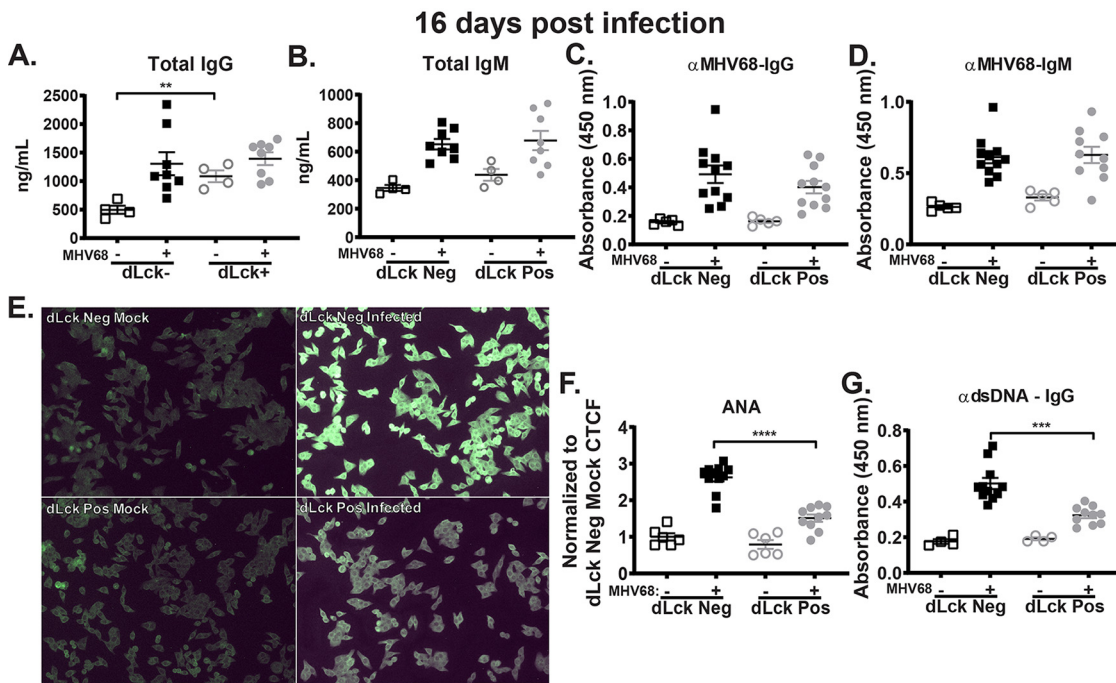 16 days post infection
A.
Total IgG
**
2500
2000
1500
1000
500
0
ng/mL
MHV68 - + - +
dLck- dLck+
B.
Total IgM
1000
800
600
400
200
0
ng/mL
MHV68 - + - +
dLck Neg dLck Pos
C.
αMHV68-IgG
1.0
0.8
0.6
0.4
0.2
0.0
Absorbance (450 nm)
MHV68 - + - +
dLck Neg dLck Pos
D.
αMHV68-IgM
1.0
0.5
0.0
Absorbance (450 nm)
MHV68 - + - +
dLck Neg dLck Pos
E.
dLck Neg Mock
dLck Neg Infected
dLck Pos Mock
dLck Pos Infected
F.
ANA
****
4
3
2
1
0
Normalized to
dLck Neg Mock CTCF
MHV68: - + - +
dLck Neg dLck Pos
G.
αdsDNA - IgG
***
0.8
0.6
0.4
0.2
0.0
Absorbance (450 nm)
MHV68 - + - +
dLck Neg dLck Pos